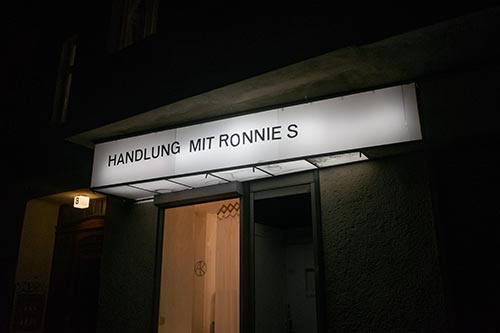 HANDLUNG MIT RONNIE S
8